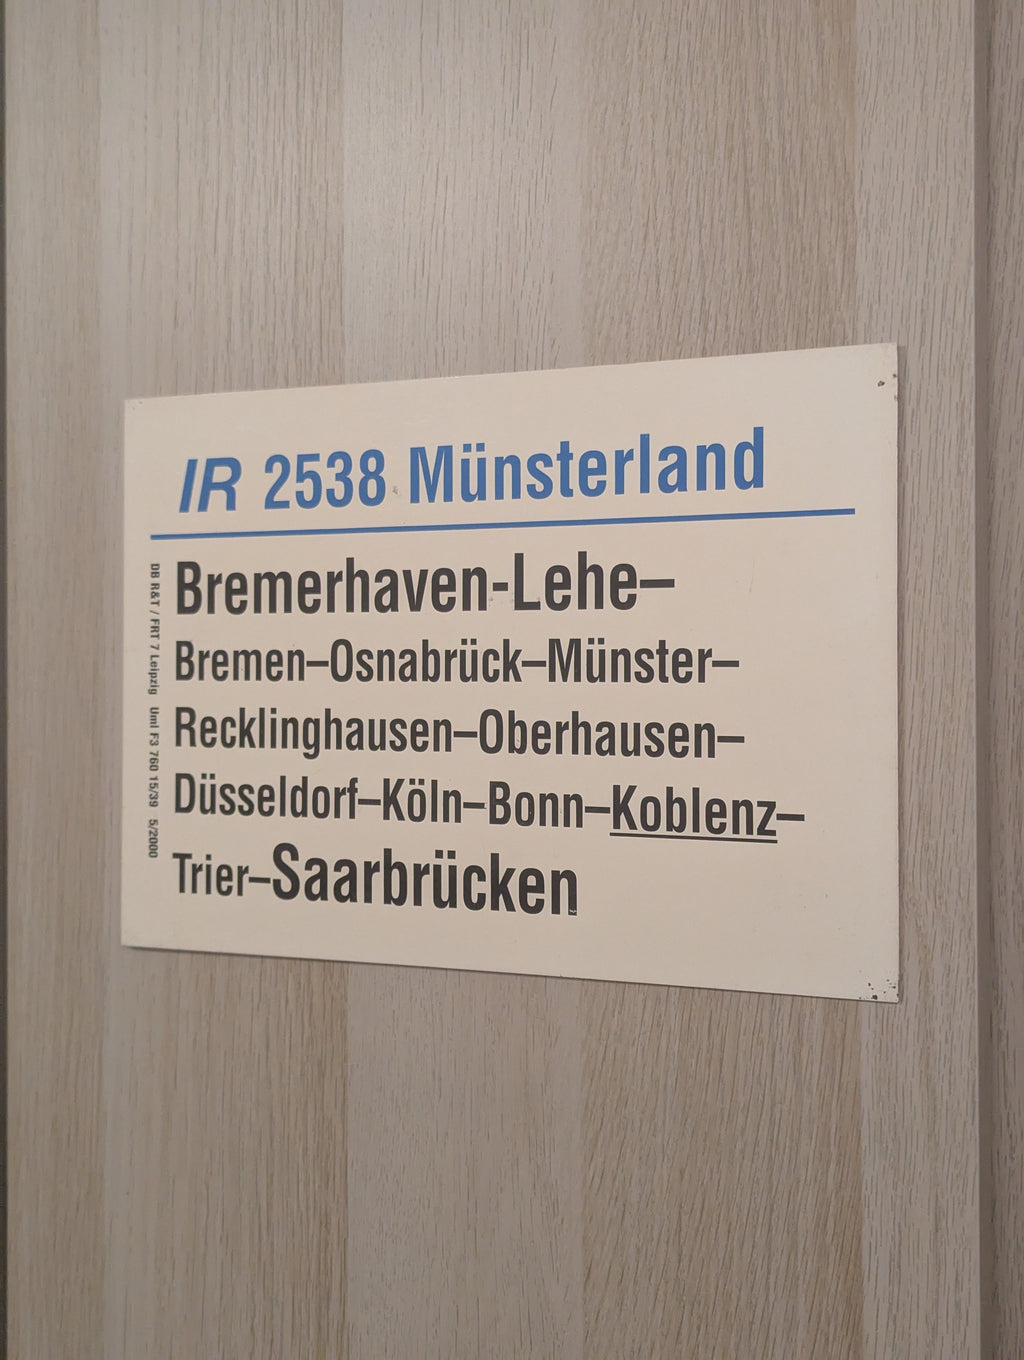 IR 2538 Münsterland
Bremerhaven-Lehe–
Bremen–Osnabrück–Münster–
Recklinghausen–Oberhausen–
Düsseldorf–Köln–Bonn–Koblenz–
Trier–Saarbrücken
DB R&T / FRT 7 Leipzig Uml F3 760 15/39 5/2000